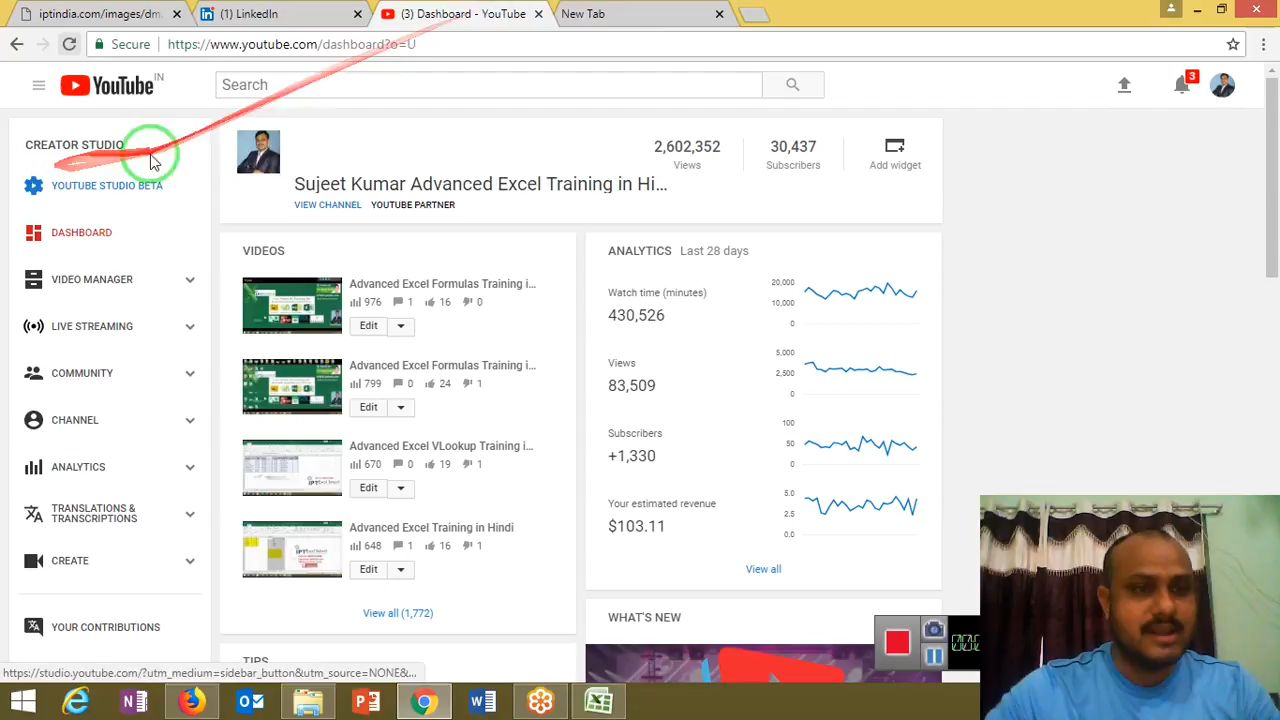 iptindia.com/images/dm
(1) LinkedIn
(3) Dashboard - YouTube
New Tab
Secure
https://www.youtube.com/dashboard?o=U
YouTube IN
Search
3
CREATOR STUDIO
YOUTUBE STUDIO BETA
DASHBOARD
VIDEO MANAGER
LIVE STREAMING
COMMUNITY
CHANNEL
ANALYTICS
TRANSLATIONS &
TRANSCRIPTIONS
CREATE
YOUR CONTRIBUTIONS
Sujeet Kumar Advanced Excel Training in Hi...
VIEW CHANNEL YOUTUBE PARTNER
2,602,352
Views
30,437
Subscribers
Add widget
VIDEOS
Advanced Excel Formulas Training i...
976 1 16 0
Edit
Advanced Excel Formulas Training i...
799 0 24 1
Edit
Advanced Excel VLookup Training i...
670 0 19 1
Edit
Advanced Excel Training in Hindi
648 1 16 1
Edit
View all (1,772)
TIPS
ANALYTICS Last 28 days
Watch time (minutes)
430,526
20,000
10,000
0
Views
83,509
5,000
2,500
0
Subscribers
+1,330
100
50
0
Your estimated revenue
$103.11
5.0
2.5
0.0
View all
WHAT'S NEW
https://studio.youtube.com/?utm_medium=sidebar_button&utm_source=NONE&...